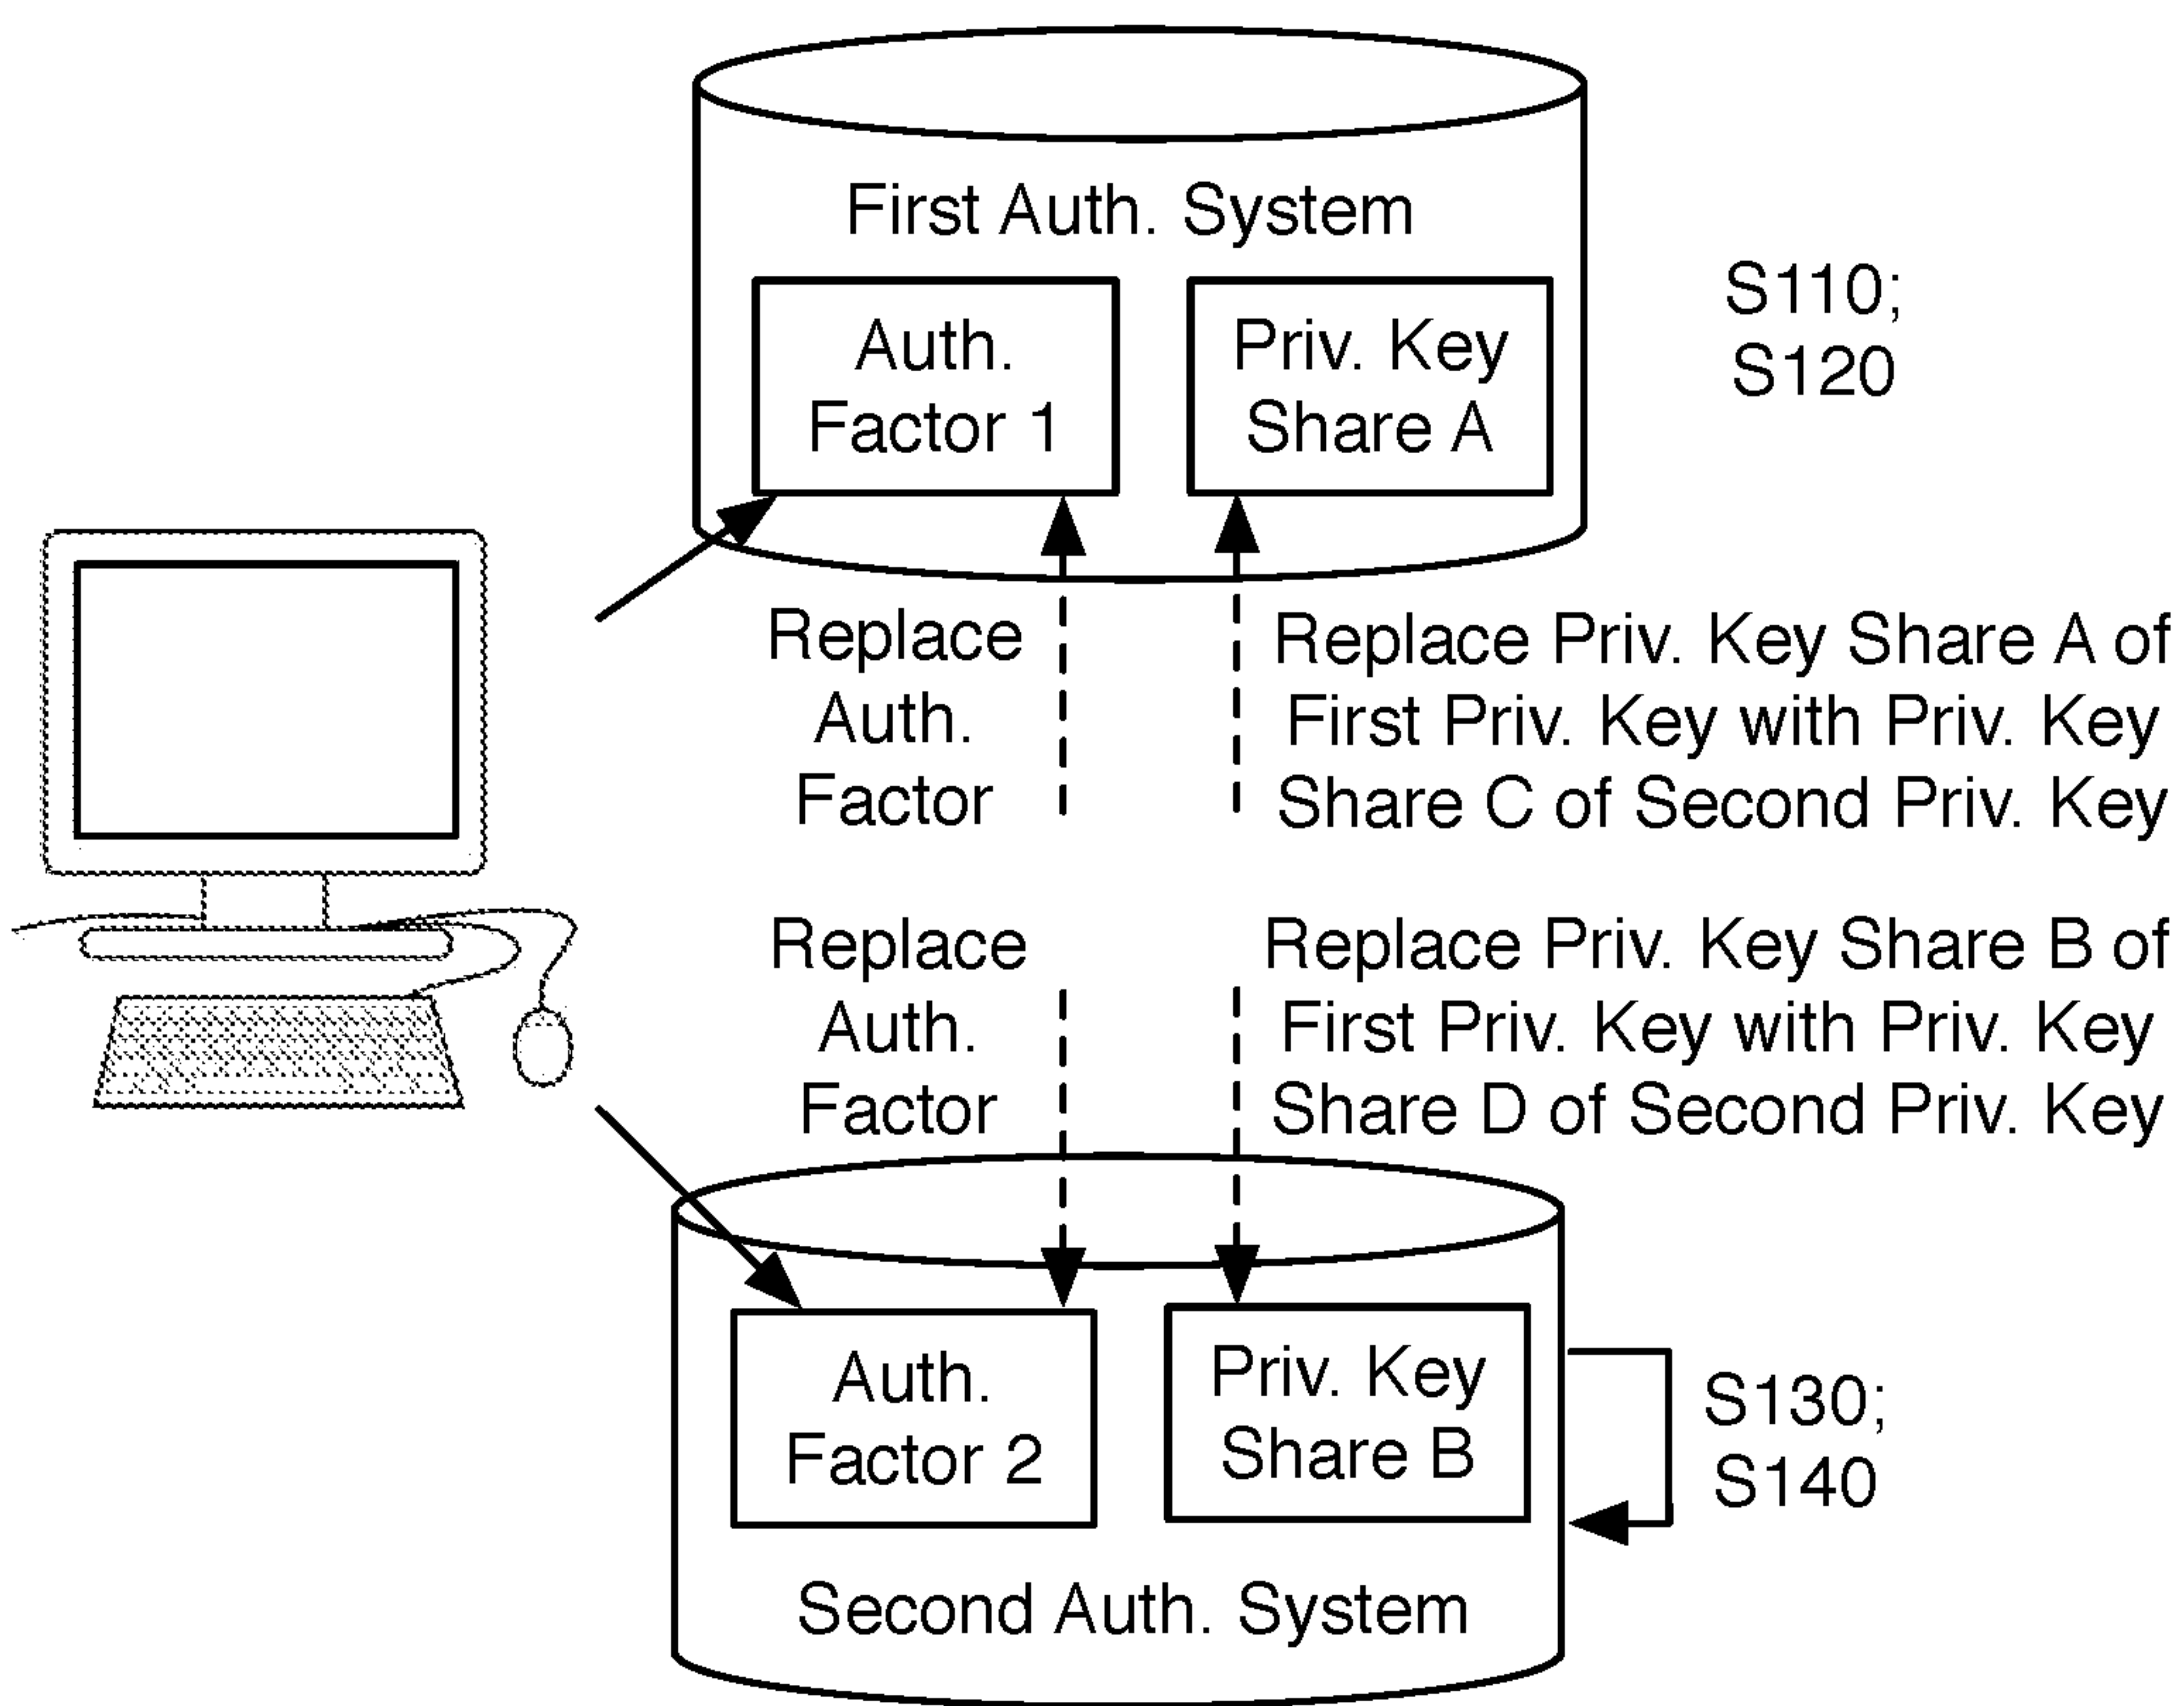 First Auth. System
Auth.
Factor 1
Priv. Key
Share A
S110;
S120
Replace
Auth.
Factor
Replace Priv. Key Share A of
First Priv. Key with Priv. Key
Share C of Second Priv. Key
Replace
Auth.
Factor
Replace Priv. Key Share B of
First Priv. Key with Priv. Key
Share D of Second Priv. Key
Auth.
Factor 2
Priv. Key
Share B
S130;
S140
Second Auth. System